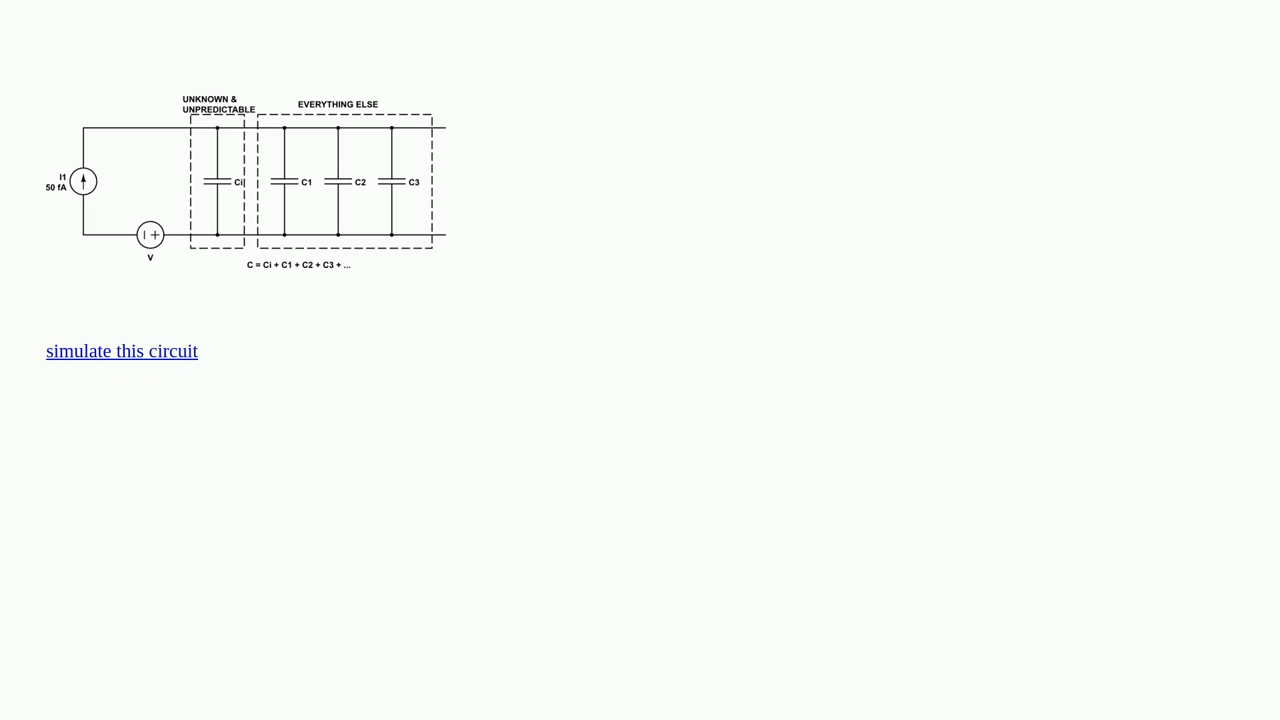 UNKNOWN &
UNPREDICTABLE
EVERYTHING ELSE
I1
50 fA
Ci
C1
C2
C3
V
C = Ci + C1 + C2 + C3 + ...
simulate this circuit